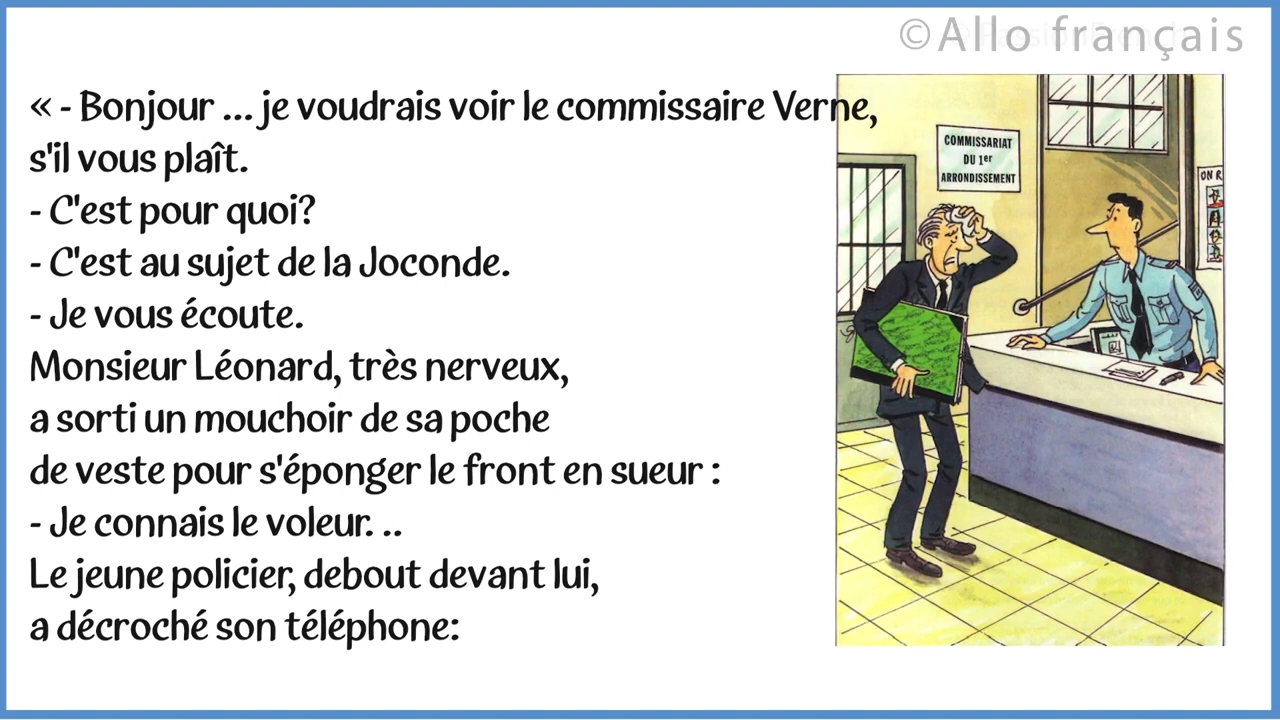 ©Allo français
« - Bonjour ... je voudrais voir le commissaire Verne,
s'il vous plaît.
- C'est pour quoi?
- C'est au sujet de la Joconde.
- Je vous écoute.
Monsieur Léonard, très nerveux,
a sorti un mouchoir de sa poche
de veste pour s'éponger le front en sueur :
- Je connais le voleur. ..
Le jeune policier, debout devant lui,
a décroché son téléphone:
COMMISSARIAT
DU 1er
ARRONDISSEMENT
ON R